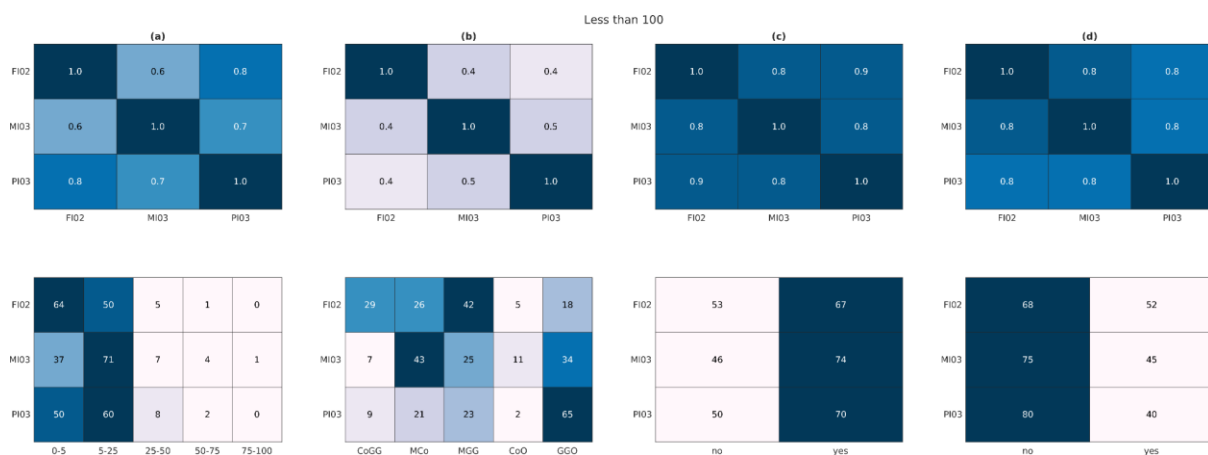 Less than 100
(a) (b) (c) (d)
FI02 1.0 0.6 0.8 FI02 1.0 0.4 0.4 FI02 1.0 0.8 0.9 FI02 1.0 0.8 0.8
MI03 0.6 1.0 0.7 MI03 0.4 1.0 0.5 MI03 0.8 1.0 0.8 MI03 0.8 1.0 0.8
PI03 0.8 0.7 1.0 PI03 0.4 0.5 1.0 PI03 0.9 0.8 1.0 PI03 0.8 0.8 1.0
FI02 MI03 PI03 FI02 MI03 PI03 FI02 MI03 PI03 FI02 MI03 PI03
FI02 64 50 5 1 0 FI02 29 26 42 5 18 FI02 53 67 FI02 68 52
MI03 37 71 7 4 1 MI03 7 43 25 11 34 MI03 46 74 MI03 75 45
PI03 50 60 8 2 0 PI03 9 21 23 2 65 PI03 50 70 PI03 80 40
0-5 5-25 25-50 50-75 75-100 CoGG MCo MGG CoO GGO no yes no yes